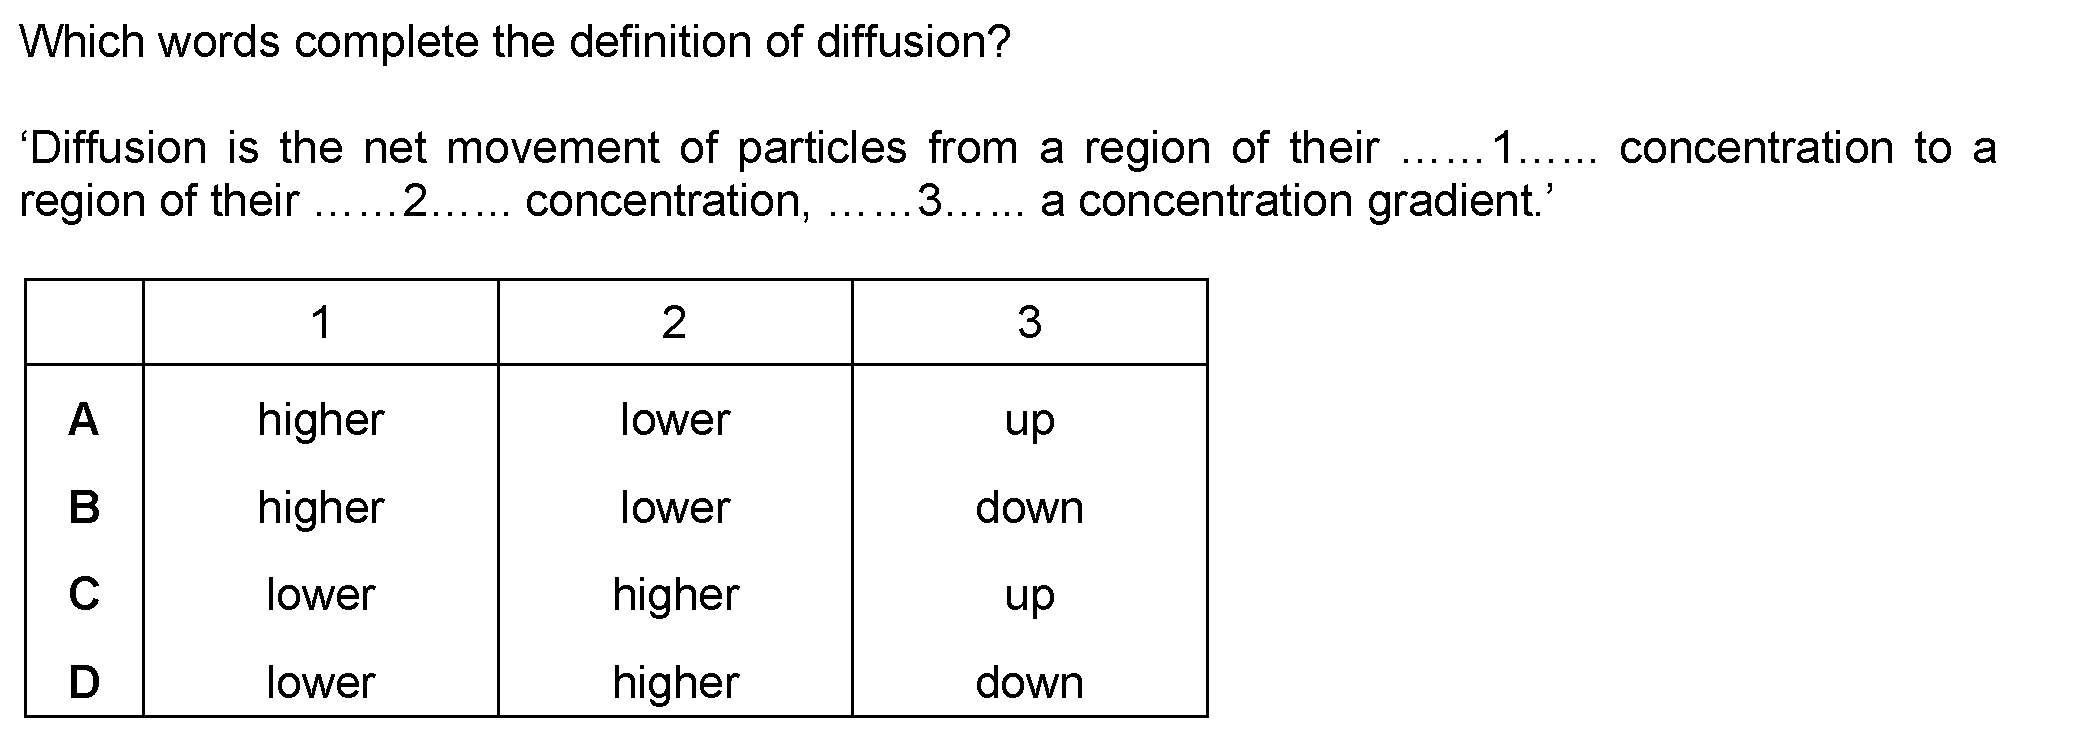 Which words complete the definition of diffusion?
‘Diffusion is the net movement of particles from a region of their ......1...... concentration to a
region of their ......2...... concentration, ......3...... a concentration gradient.’
1 2 3
A higher lower up
B higher lower down
C lower higher up
D lower higher down